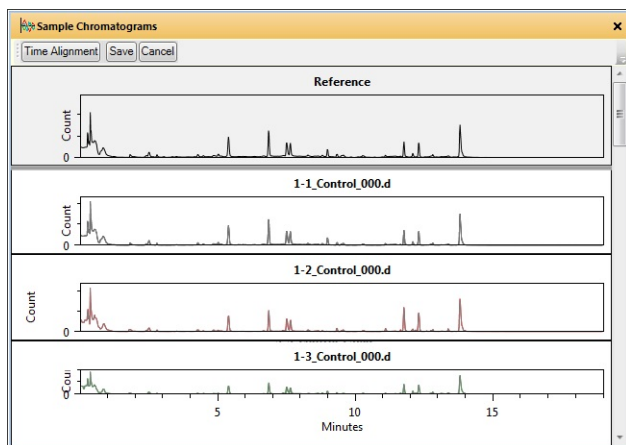 Sample Chromatograms
Time Alignment Save Cancel
Reference
Count
0
1-1_Control_000.d
0
1-2_Control_000.d
Count
0
1-3_Control_000.d
Cou
0
5 10 15
Minutes